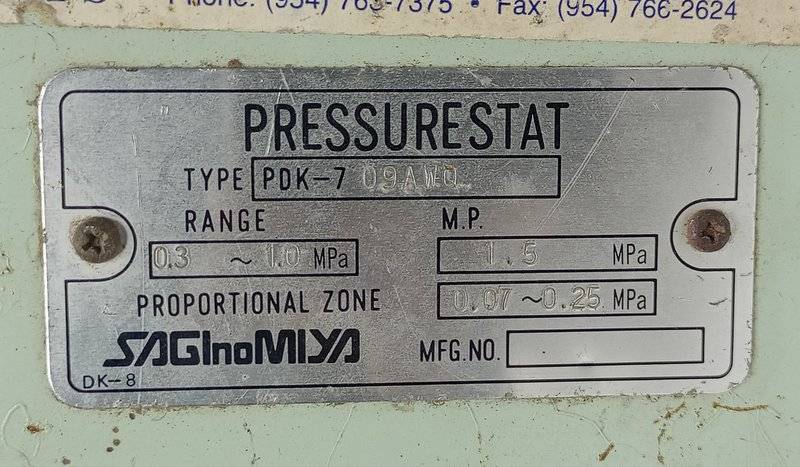 Phone: (954) 763-7375 • Fax: (954) 766-2624
PRESSURESTAT
TYPE PDK-7 09AWQ
RANGE
0.3 ~ 1.0 MPa
M.P.
1.5 MPa
PROPORTIONAL ZONE 0.07 ~0.25 MPa
SAGInoMIYA
MFG.NO.
DK-8